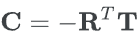 C = −R^T T